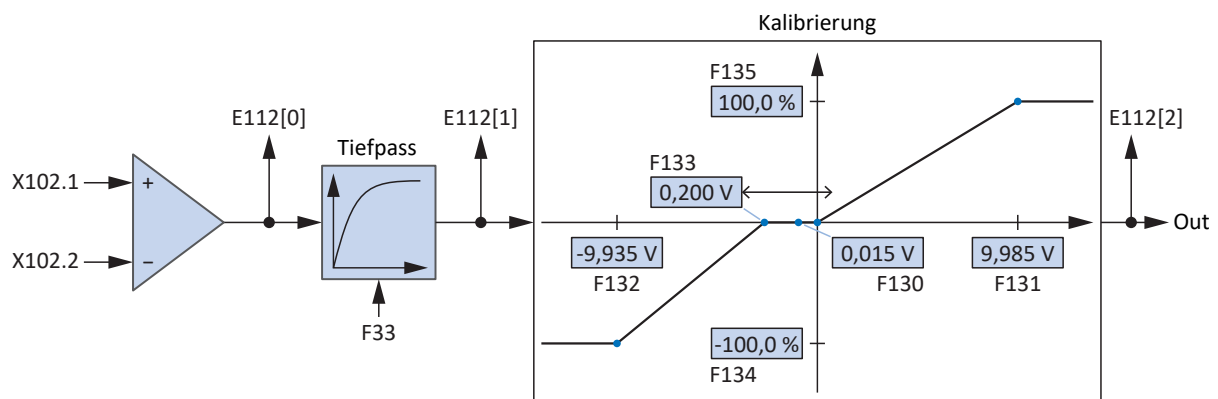 Kalibrierung
F135
100,0 %
E112[0]
E112[1]
E112[2]
Tiefpass
X102.1
+
F133
0,200 V
Out
X102.2
−
-9,935 V
0,015 V
9,985 V
F132
F130
F131
F33
-100,0 %
F134